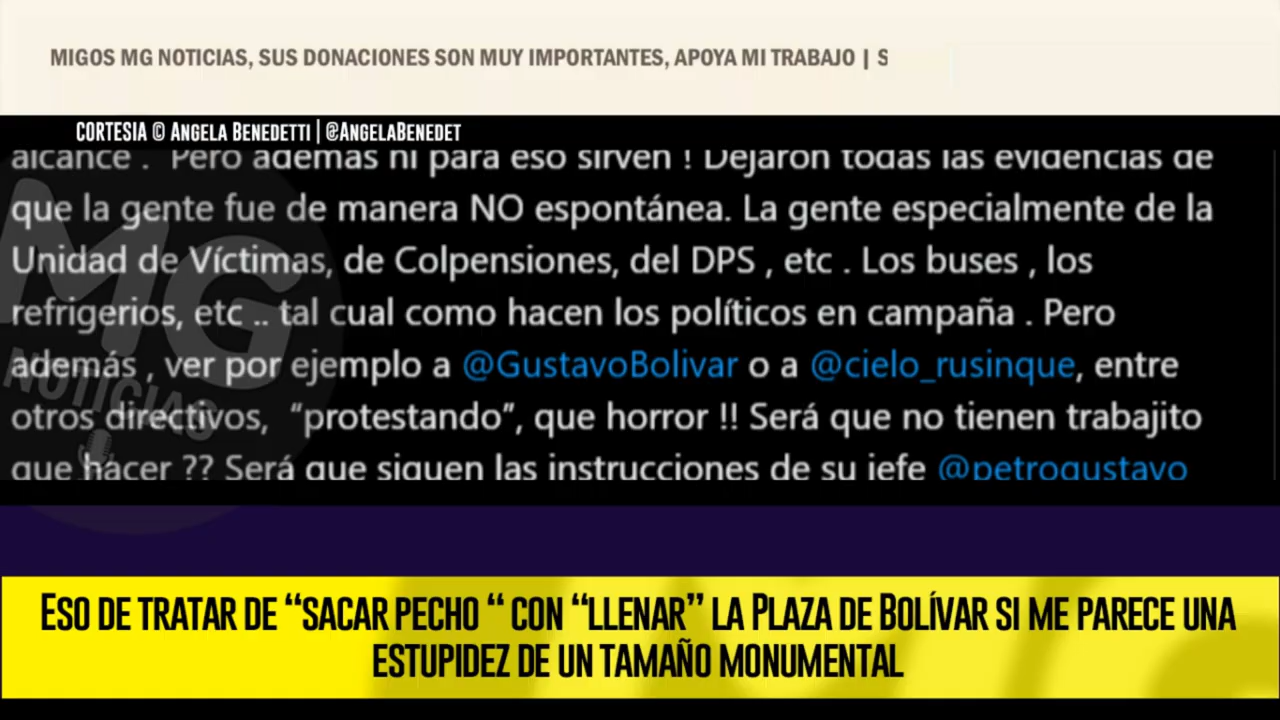 MIGOS MG NOTICIAS, SUS DONACIONES SON MUY IMPORTANTES, APOYA MI TRABAJO | S
CORTESIA © ANGELA BENEDETTI | @ANGELABENEDET
alcance . Pero además ni para eso sirven ! Dejaron todas las evidencias de
que la gente fue de manera NO espontánea. La gente especialmente de la
Unidad de Víctimas, de Colpensiones, del DPS , etc . Los buses , los
refrigerios, etc .. tal cual como hacen los políticos en campaña . Pero
además , ver por ejemplo a @GustavoBolivar o a @cielo_rusinque, entre
otros directivos, “protestando”, que horror !! Será que no tienen trabajito
que hacer ?? Será que siguen las instrucciones de su jefe @petrogustavo
MG
NOTICIAS
ESO DE TRATAR DE “SACAR PECHO “ CON “LLENAR” LA PLAZA DE BOLÍVAR SI ME PARECE UNA
ESTUPIDEZ DE UN TAMAÑO MONUMENTAL